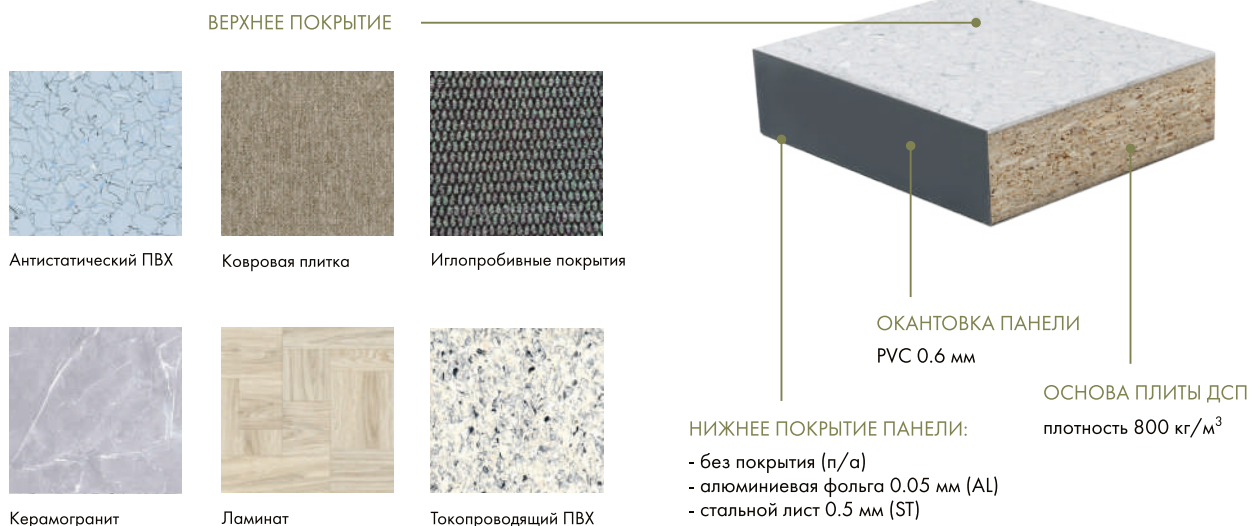 ВЕРХНЕЕ ПОКРЫТИЕ
Антистатический ПВХ
Ковровая плитка
Иглопробивные покрытия
Керамогранит
Ламинат
Токопроводящий ПВХ
ОКАНТОВКА ПАНЕЛИ
PVC 0.6 мм
ОСНОВА ПЛИТЫ ДСП
плотность 800 кг/м³
НИЖНЕЕ ПОКРЫТИЕ ПАНЕЛИ:
- без покрытия (п/а)
- алюминиевая фольга 0.05 мм (AL)
- стальной лист 0.5 мм (ST)